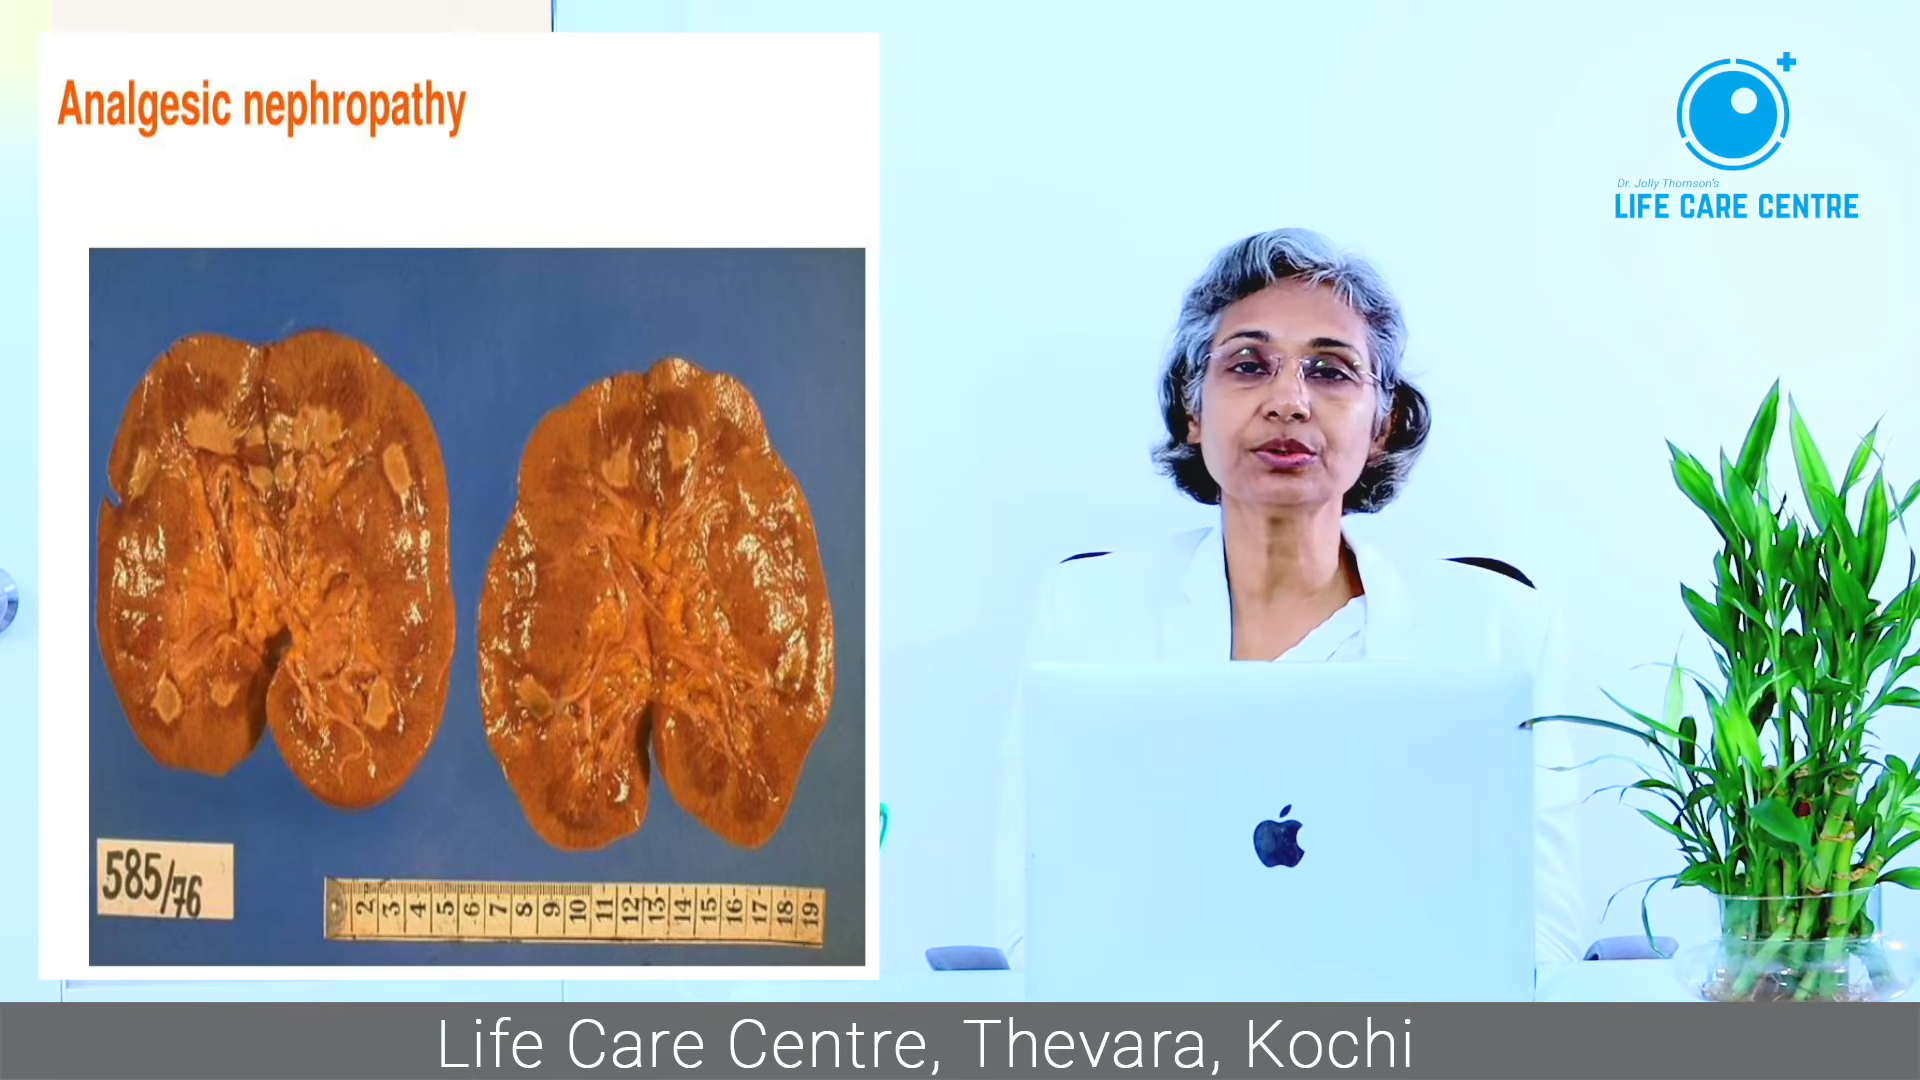 Analgesic nephropathy
Dr. Jolly Thomson's
LIFE CARE CENTRE
585/76
2 3 4 5 6 7 8 9 10 11 12 13 14 15 16 17 18 19
Life Care Centre, Thevara, Kochi